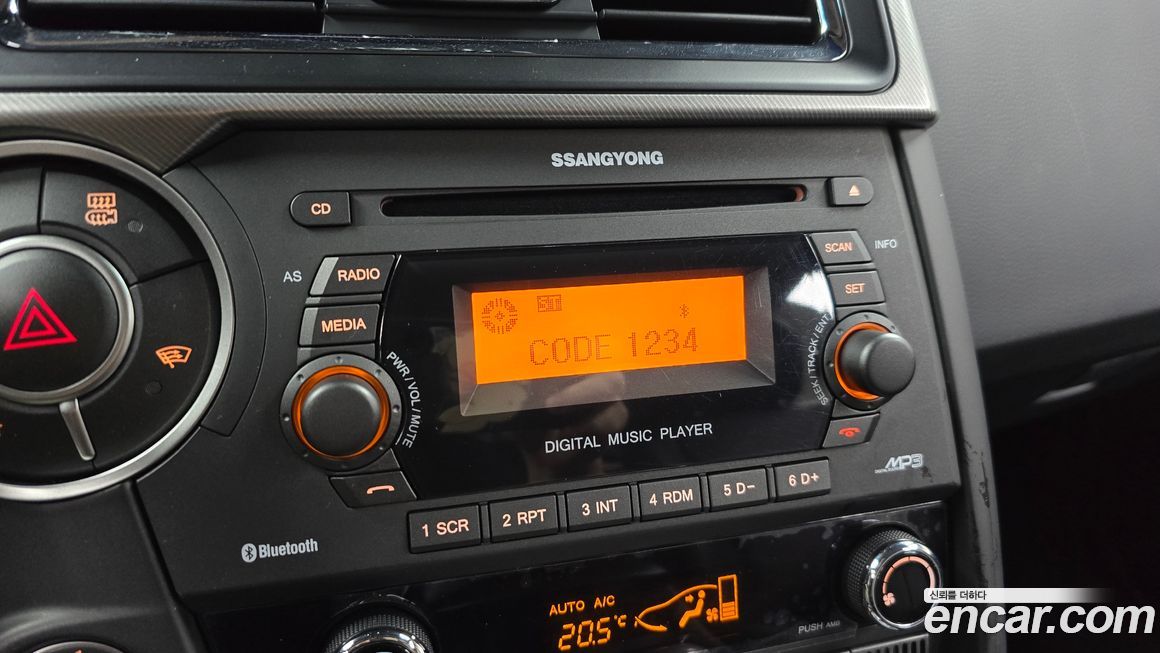 SSANGYONG
CD
AS
RADIO
SCAN
INFO
ST
MEDIA
SET
CODE 1234
PWR/VOL/MUTE
SEEK/TRACK/ENT
DIGITAL MUSIC PLAYER
MP3
1 SCR
2 RPT
3 INT
4 RDM
5 D-
6 D+
Bluetooth
AUTO A/C
20.5°C
PUSH AMB
신뢰를 더하다
encar.com